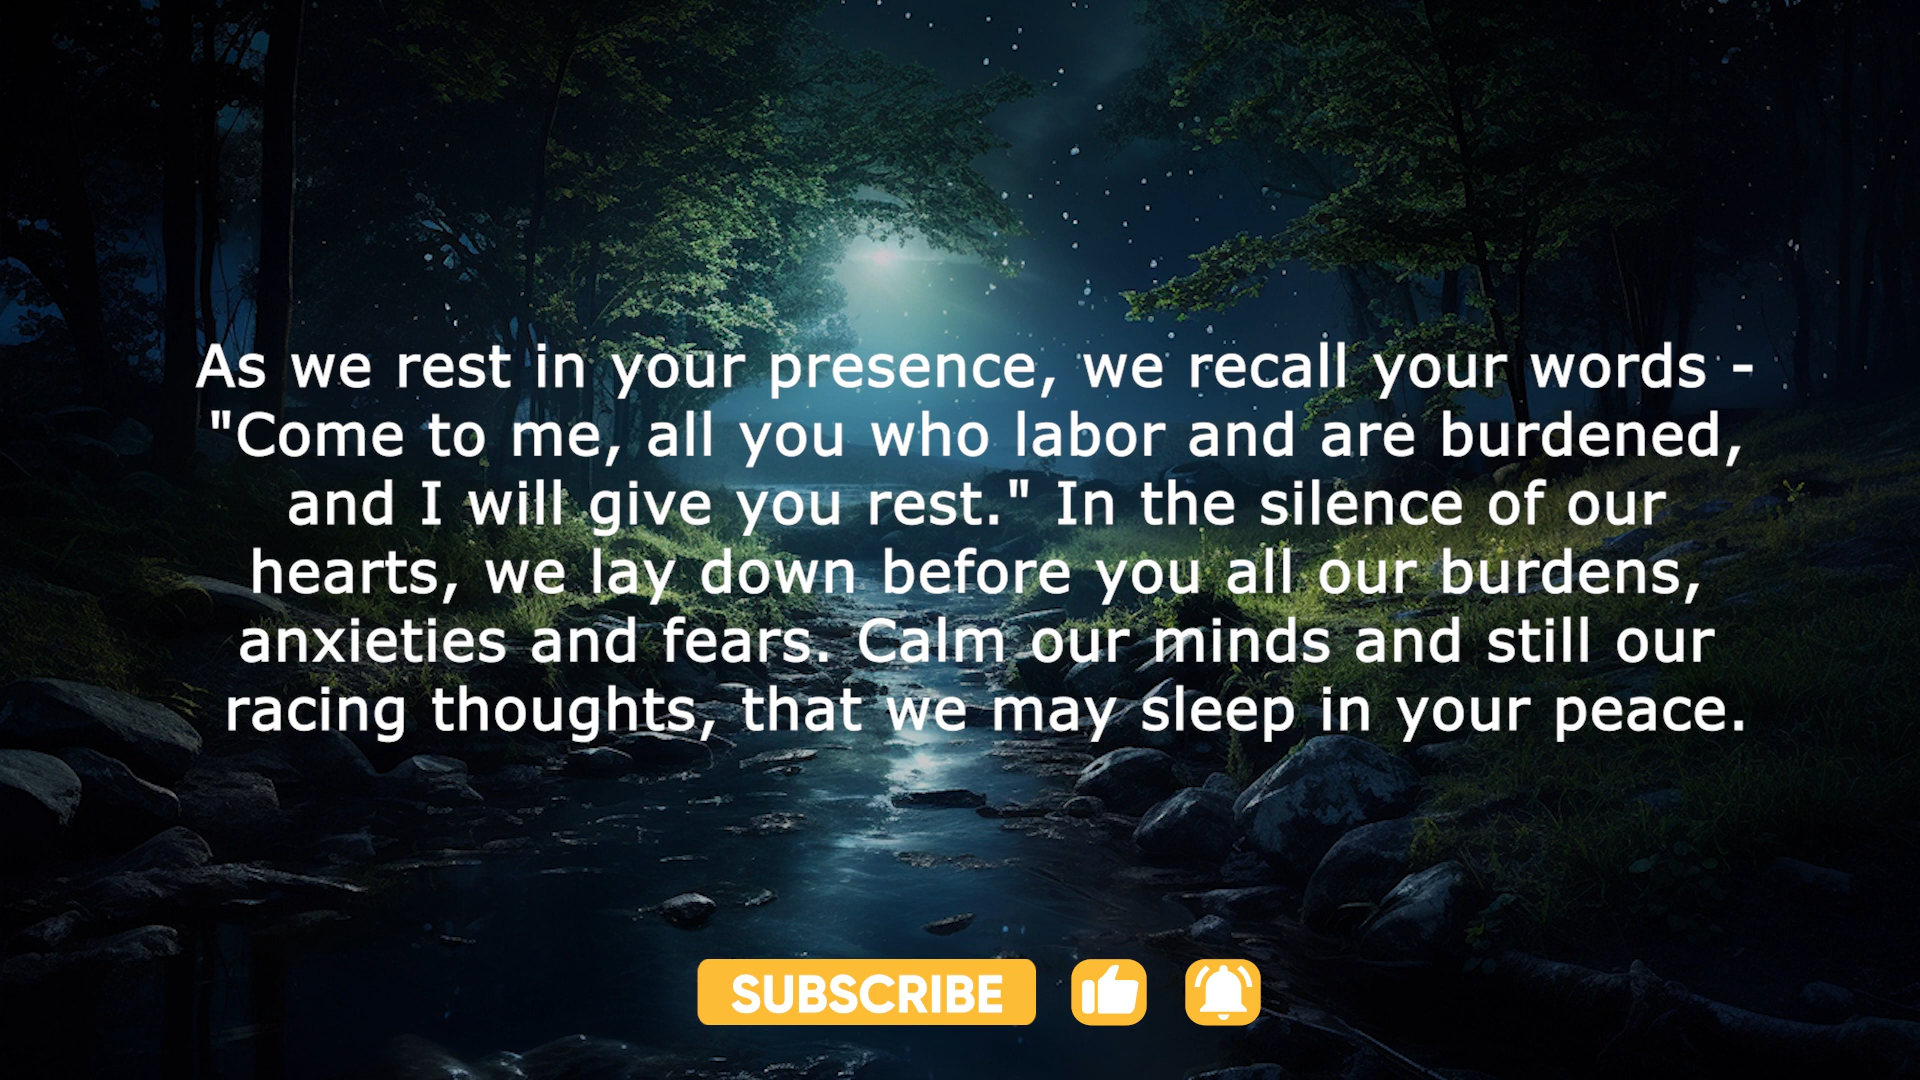 As we rest in your presence, we recall your words -
"Come to me, all you who labor and are burdened,
and I will give you rest." In the silence of our
hearts, we lay down before you all our burdens,
anxieties and fears. Calm our minds and still our
racing thoughts, that we may sleep in your peace.
SUBSCRIBE